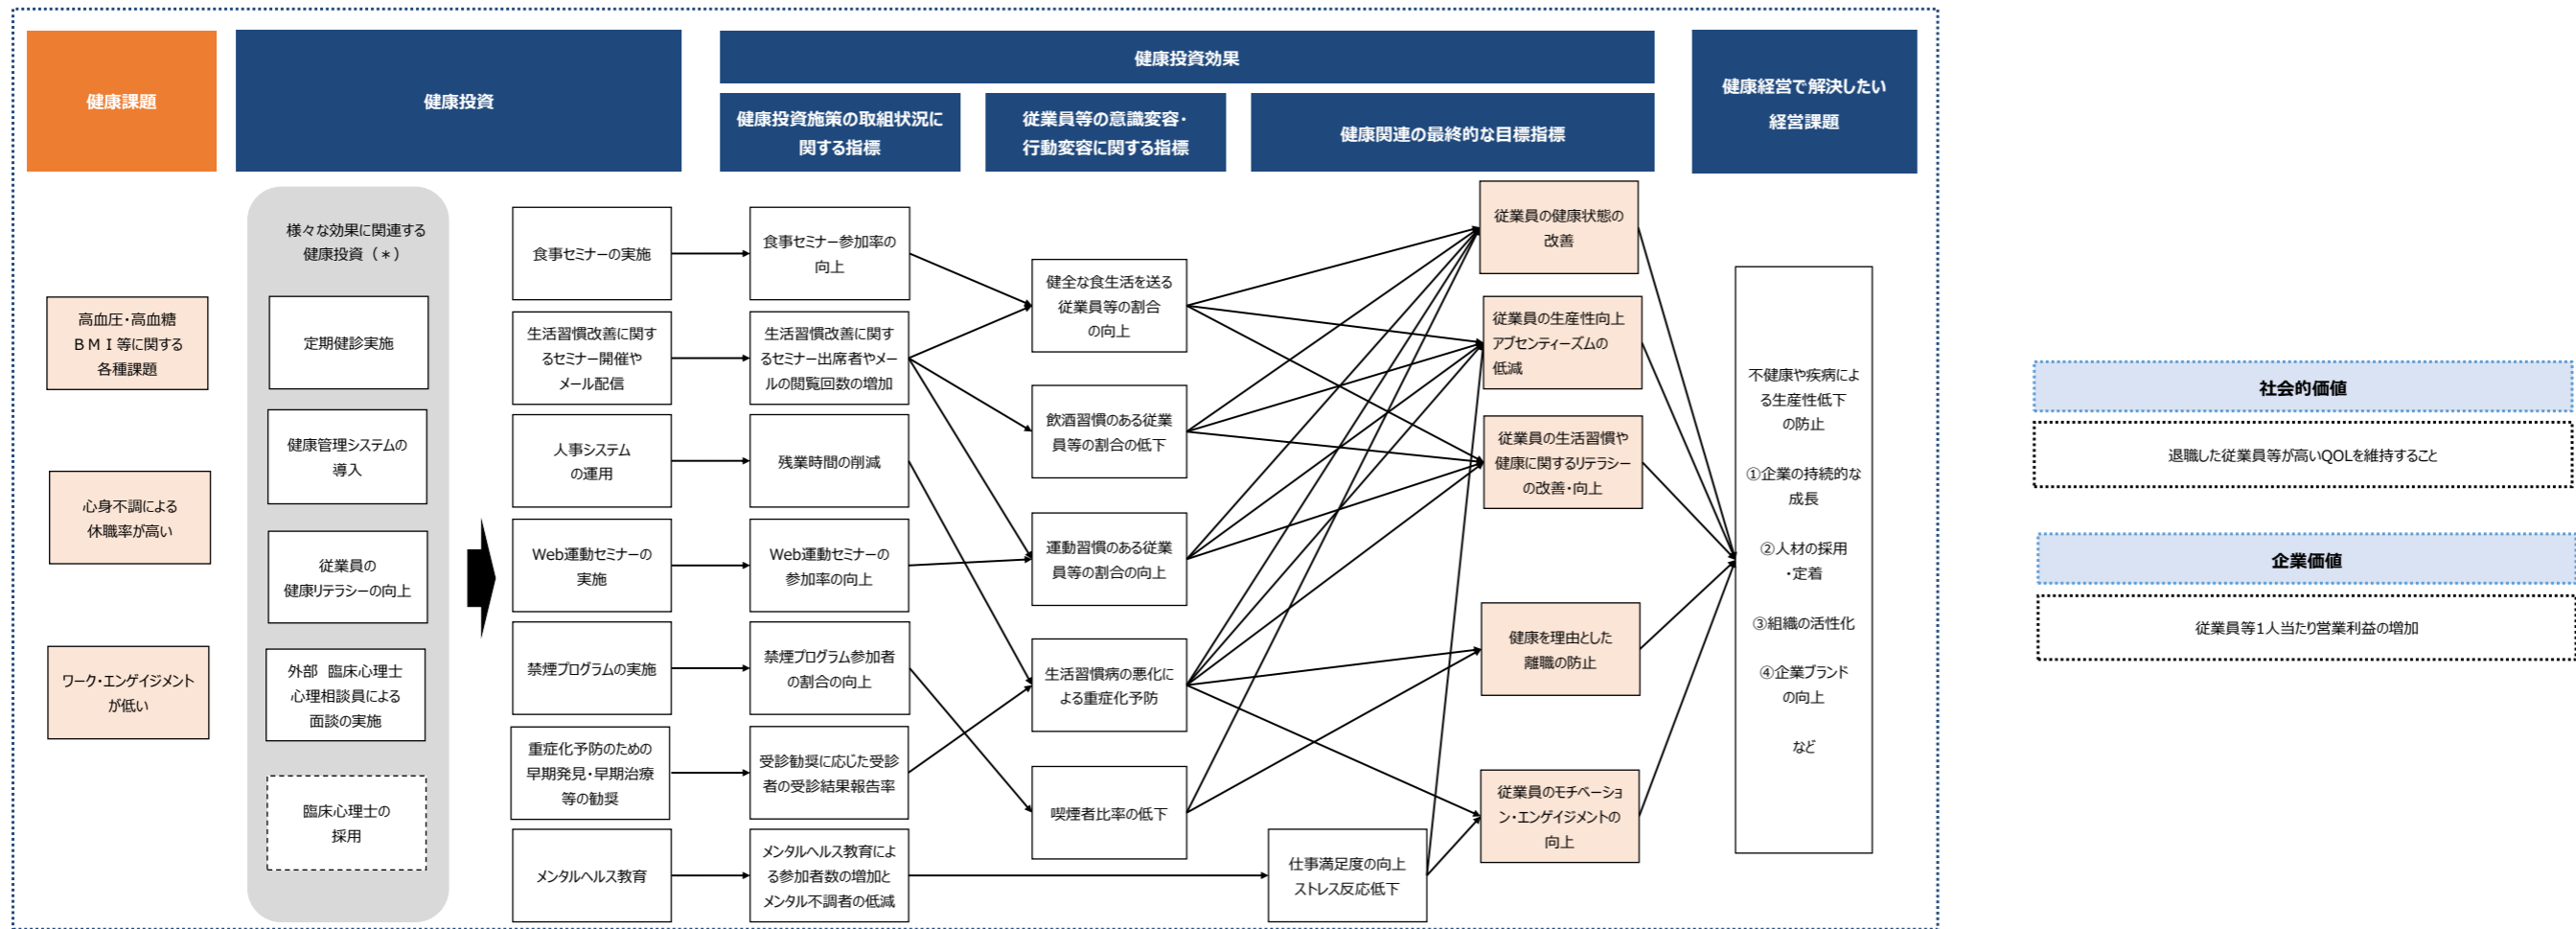 健康課題
健康投資
健康投資効果
健康投資施策の取組状況に
関する指標
従業員等の意識変容・
行動変容に関する指標
健康関連の最終的な目標指標
健康経営で解決したい
経営課題
高血圧・高血糖
ＢＭＩ等に関する
各種課題
心身不調による
休職率が高い
ワーク・エンゲイジメント
が低い
様々な効果に関連する
健康投資（＊）
定期健診実施
健康管理システムの
導入
従業員の
健康リテラシーの向上
外部 臨床心理士
心理相談員による
面談の実施
臨床心理士の
採用
食事セミナーの実施
生活習慣改善に関す
るセミナー開催や
メール配信
人事システム
の運用
Web運動セミナーの
実施
禁煙プログラムの実施
重症化予防のための
早期発見・早期治療
等の勧奨
メンタルヘルス教育
食事セミナー参加率の
向上
生活習慣改善に関す
るセミナー出席者やメー
ルの閲覧回数の増加
残業時間の削減
Web運動セミナーの
参加率の向上
禁煙プログラム参加者
の割合の向上
受診勧奨に応じた受診
者の受診結果報告率
メンタルヘルス教育によ
る参加者数の増加と
メンタル不調者の低減
健全な食生活を送る
従業員等の割合
の向上
飲酒習慣のある従業
員等の割合の低下
運動習慣のある従業
員等の割合の向上
生活習慣病の悪化に
よる重症化予防
喫煙者比率の低下
仕事満足度の向上
ストレス反応低下
従業員の健康状態の
改善
従業員の生産性向上
アブセンティーズムの
低減
従業員の生活習慣や
健康に関するリテラシー
の改善・向上
健康を理由とした
離職の防止
従業員のモチベーショ
ン・エンゲイジメントの
向上
不健康や疾病によ
る生産性低下
の防止
①企業の持続的な
成長
②人材の採用
・定着
③組織の活性化
④企業ブランド
の向上
など
社会的価値
退職した従業員等が高いQOLを維持すること
企業価値
従業員等1人当たり営業利益の増加